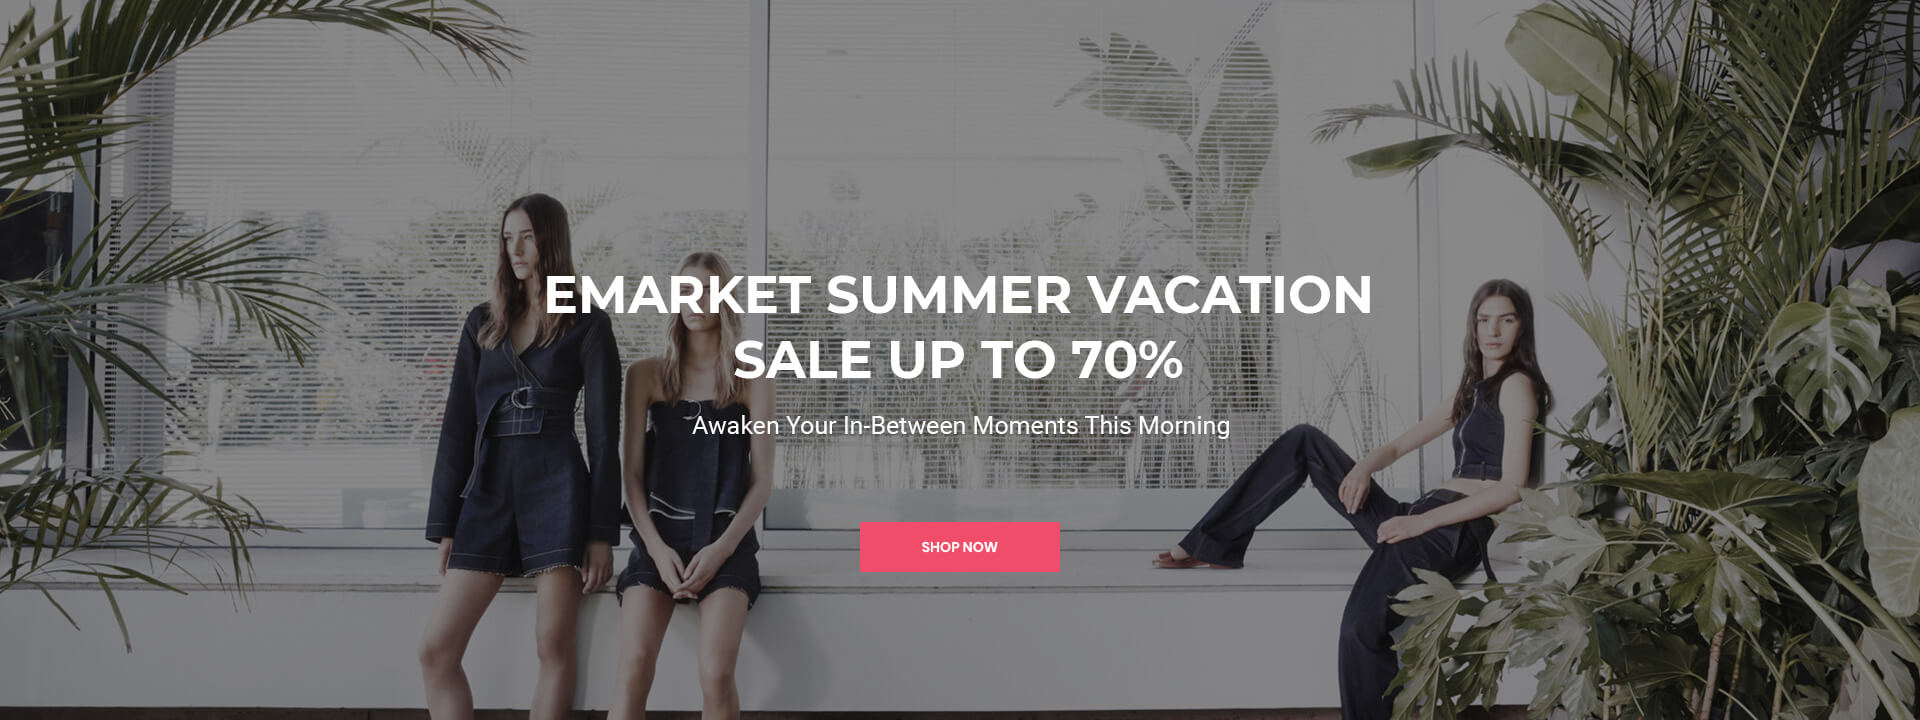 EMARKET SUMMER VACATION
SALE UP TO 70%
Awaken Your In-Between Moments This Morning
SHOP NOW